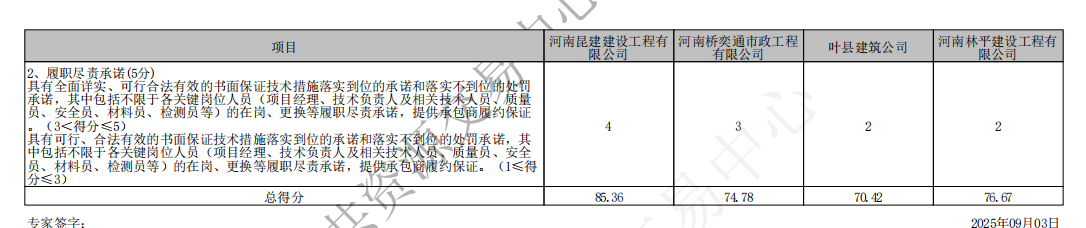 项目 河南昆建建设工程有限公司 河南桥奕通市政工程有限公司 叶县建筑公司 河南林平建设工程有限公司
2、履职尽责承诺(5分)
具有全面详实、可行合法有效的书面保证技术措施落实到位的承诺和落实不到位的处罚
承诺，其中包括不限于各关键岗位人员（项目经理、技术负责人及相关技术人员、质量
员、安全员、材料员、检测员等）的在岗、更换等履职尽责承诺，提供承包商履约保证
。（3＜得分≤5）
具有可行、合法有效的书面保证技术措施落实到位的承诺和落实不到位的处罚承诺，其
中包括不限于各关键岗位人员（项目经理、技术负责人及相关技术人员、质量员、安全
员、材料员、检测员等）的在岗、更换等履职尽责承诺，提供承包商履约保证。（1≤得
分≤3）
4 3 2 2
总得分 85.36 74.78 70.42 76.67
专家签字: 2025年09月03日
共资源交易中心
易中心